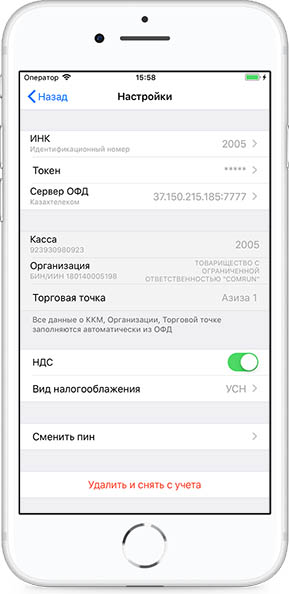 Оператор 15:58
Назад Настройки
ИНК 2005
Идентификационный номер
Токен *****
Сервер ОФД 37.150.215.185:7777
Казахтелеком
Касса 2005
923930980923
Организация ТОВАРИЩЕСТВО С
БИН/ИИН 180140005198 ОГРАНИЧЕННОЙ
ОТВЕТСТВЕННОСТЬЮ "COMRUN"
Торговая точка Азиза 1
Все данные о ККМ, Организации, Торговой точке
заполняются автоматически из ОФД
НДС
Вид налогооблажения УСН
Сменить пин
Удалить и снять с учета